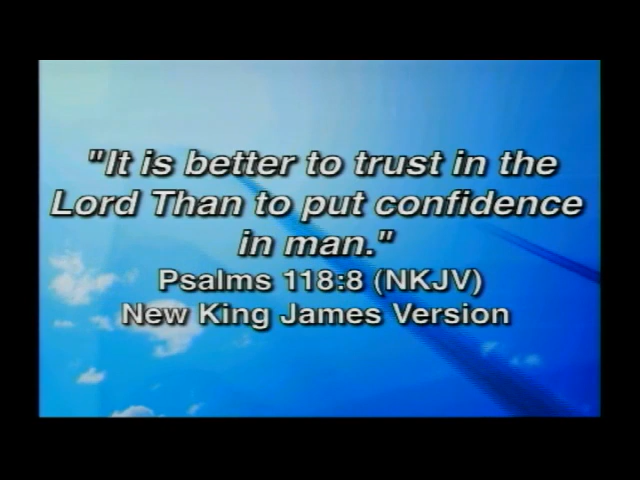 "It is better to trust in the
Lord Than to put confidence
in man."
Psalms 118:8 (NKJV)
New King James Version